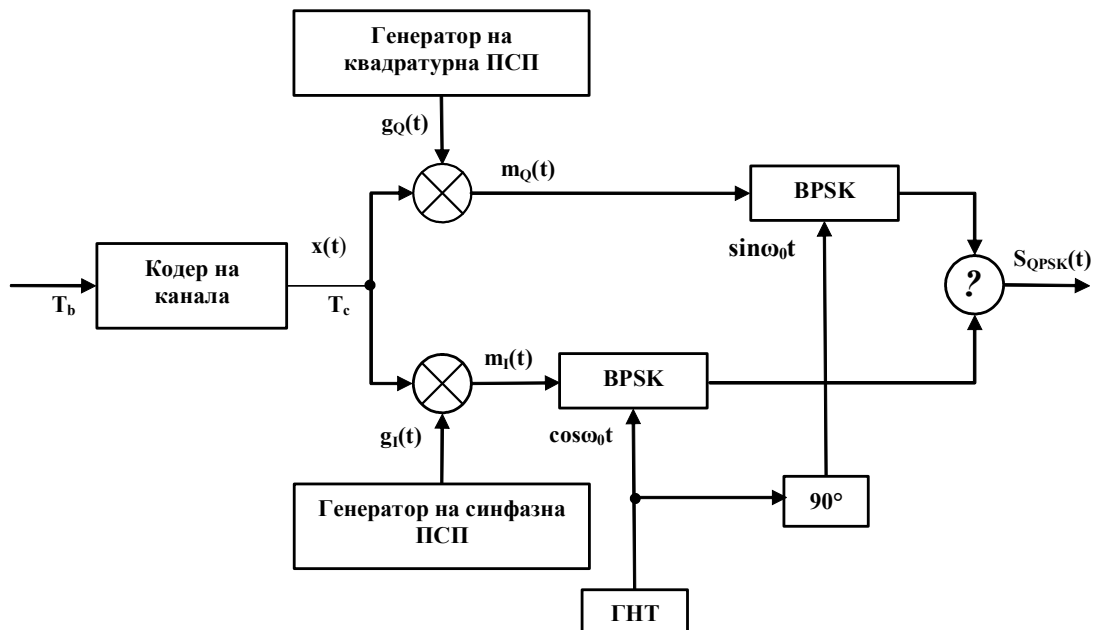 Генератор на
квадратурна ПСП
g_Q(t)
m_Q(t)
BPSK
sinω₀t
x(t)
Кодер на
канала
T_b
T_c
?
S_QPSK(t)
m_I(t)
BPSK
g_I(t)
cosω₀t
Генератор на синфазна
ПСП
90°
ГНТ